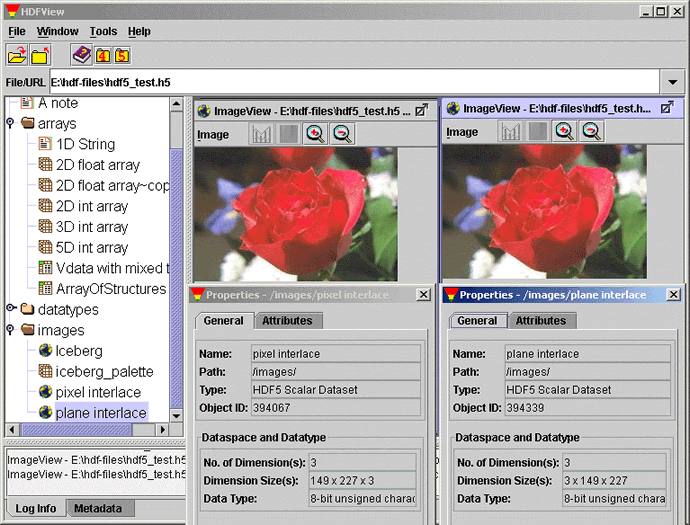 HDFView
File Window Tools Help
4 5
File/URL E:\hdf-files\hdf5_test.h5
A note
arrays
1D String
2D float array
2D float array~cop
2D int array
3D int array
5D int array
Vdata with mixed t
ArrayOfStructures
datatypes
images
Iceberg
iceberg_palette
pixel interlace
plane interlace
ImageView - E:\hdf-files\hdf5_test.h5 ...
Image
ImageView - E:\hdf-files\hdf5_test.h...
Image
Properties - /images/pixel interlace
General Attributes
Name: pixel interlace
Path: /images/
Type: HDF5 Scalar Dataset
Object ID: 394067
Dataspace and Datatype
No. of Dimension(s): 3
Dimension Size(s): 149 x 227 x 3
Data Type: 8-bit unsigned charac
Properties - /images/plane interlace
General Attributes
Name: plane interlace
Path: /images/
Type: HDF5 Scalar Dataset
Object ID: 394339
Dataspace and Datatype
No. of Dimension(s): 3
Dimension Size(s): 3 x 149 x 227
Data Type: 8-bit unsigned charac
ImageView - E:\hdf-files\hdf5_test.h5
ImageView - E:\hdf-files\hdf5_test.h5
Log Info Metadata